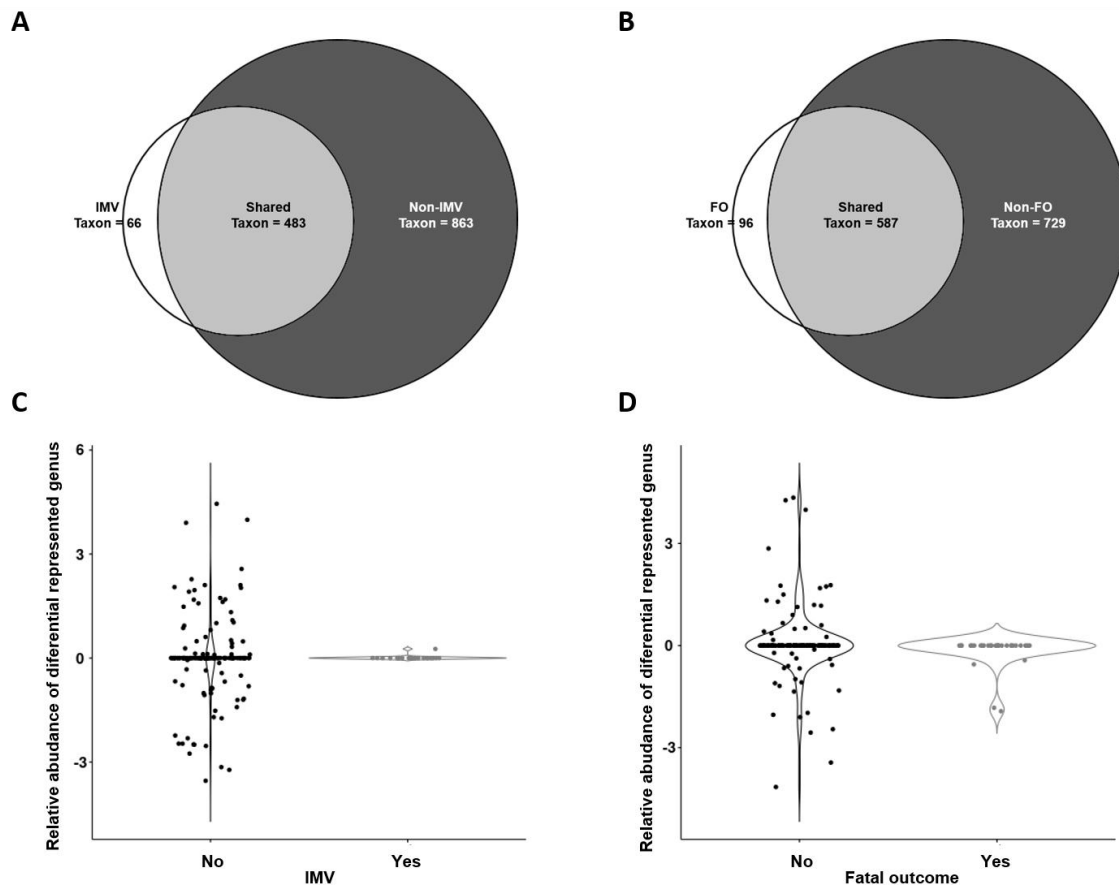 A
IMV
Taxon = 66
Shared
Taxon = 483
Non-IMV
Taxon = 863
B
FO
Taxon = 96
Shared
Taxon = 587
Non-FO
Taxon = 729
C
Relative abudance of diferential represented genus
6
3
0
-3
No
Yes
IMV
D
Relative abudance of diferential represented genus
3
0
-3
No
Yes
Fatal outcome